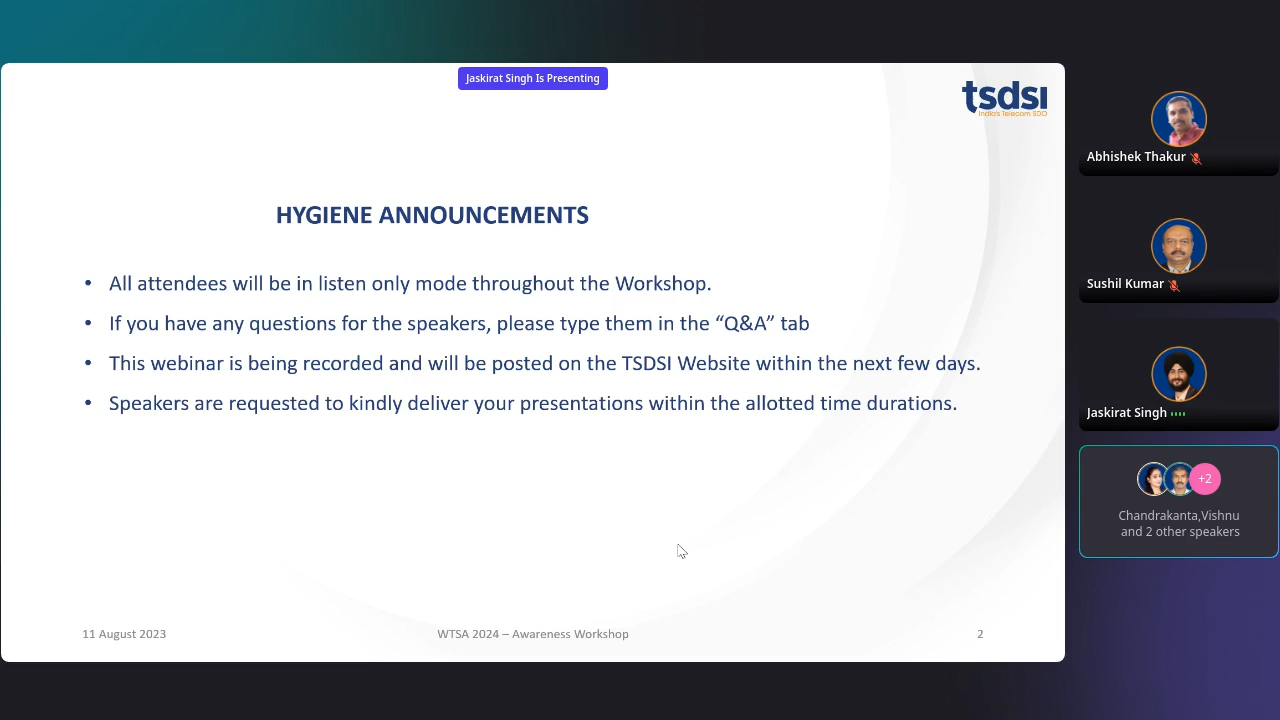 Jaskirat Singh Is Presenting
tsdsi
India's Telecom SDO
HYGIENE ANNOUNCEMENTS
• All attendees will be in listen only mode throughout the Workshop.
• If you have any questions for the speakers, please type them in the “Q&A” tab
• This webinar is being recorded and will be posted on the TSDSI Website within the next few days.
• Speakers are requested to kindly deliver your presentations within the allotted time durations.
11 August 2023
WTSA 2024 – Awareness Workshop
2
Abhishek Thakur
Sushil Kumar
Jaskirat Singh
+2
Chandrakanta,Vishnu
and 2 other speakers